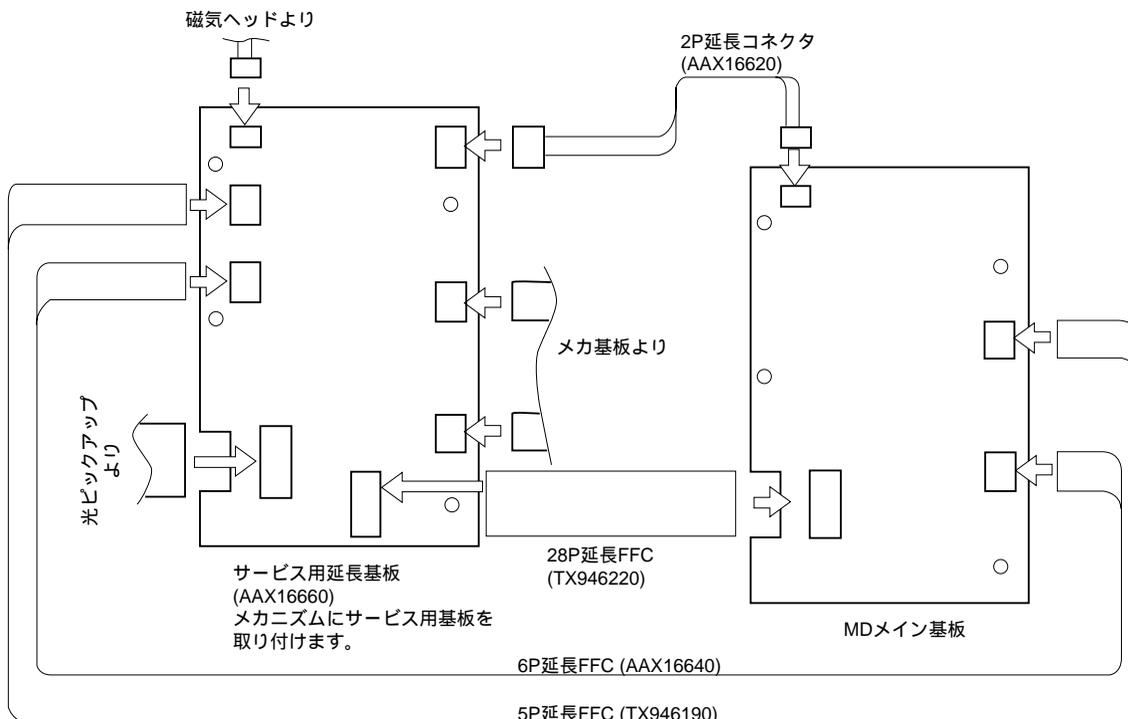 磁気ヘッドより
2P延長コネクタ
(AAX16620)
メカ基板より
光ピックアップ
より
28P延長FFC
(TX946220)
サービス用延長基板
(AAX16660)
メカニズムにサービス用基板を
取り付けます。
MDメイン基板
6P延長FFC (AAX16640)
5P延長FFC (TX946190)